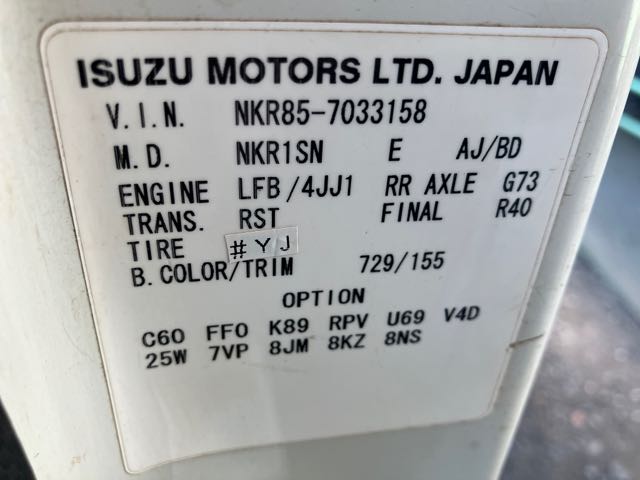 ISUZU MOTORS LTD. JAPAN
V.I.N. NKR85-7033158
M.D. NKR1SN E AJ/BD
ENGINE LFB/4JJ1 RR AXLE G73
TRANS. RST FINAL R40
TIRE #YJ
B.COLOR/TRIM 729/155
OPTION
C60 FF0 K89 RPV U69 V4D
25W 7VP 8JM 8KZ 8NS